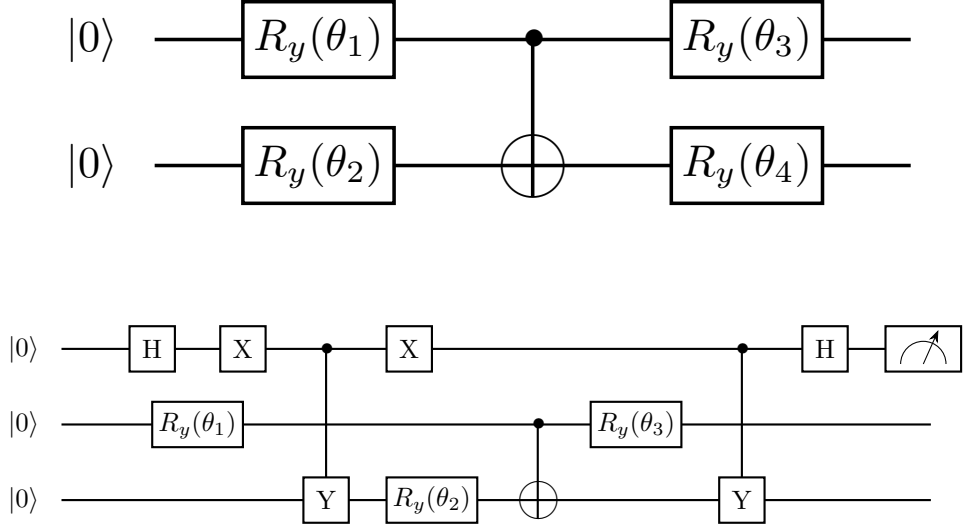 |0⟩ R_y(θ_1) R_y(θ_3)
|0⟩ R_y(θ_2) R_y(θ_4)
|0⟩ H X X H
|0⟩ R_y(θ_1) R_y(θ_3)
|0⟩ Y R_y(θ_2) Y